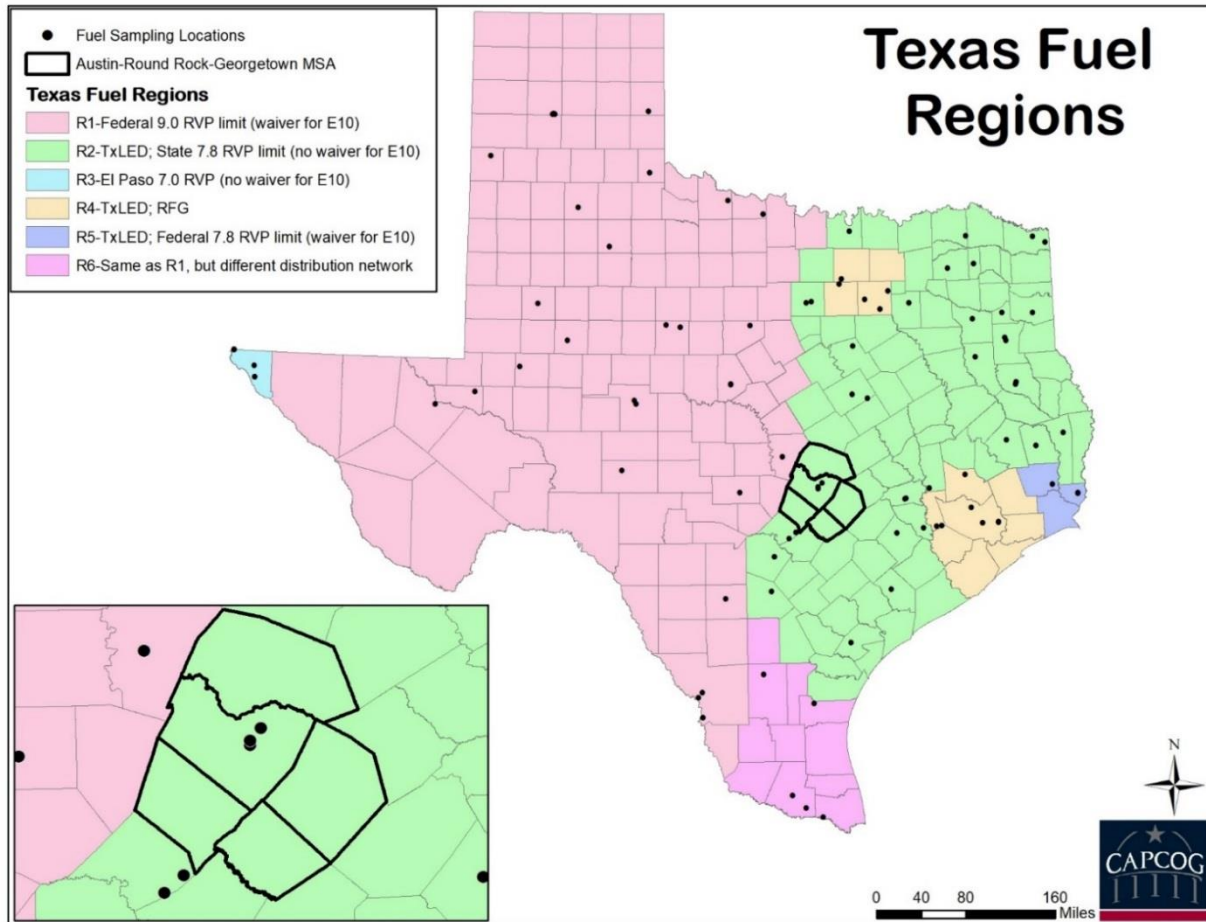 Texas Fuel
Regions
Fuel Sampling Locations
Austin-Round Rock-Georgetown MSA
Texas Fuel Regions
R1-Federal 9.0 RVP limit (waiver for E10)
R2-TxLED; State 7.8 RVP limit (no waiver for E10)
R3-El Paso 7.0 RVP (no waiver for E10)
R4-TxLED; RFG
R5-TxLED; Federal 7.8 RVP limit (waiver for E10)
R6-Same as R1, but different distribution network
N
CAPCOG
0 40 80 160
Miles